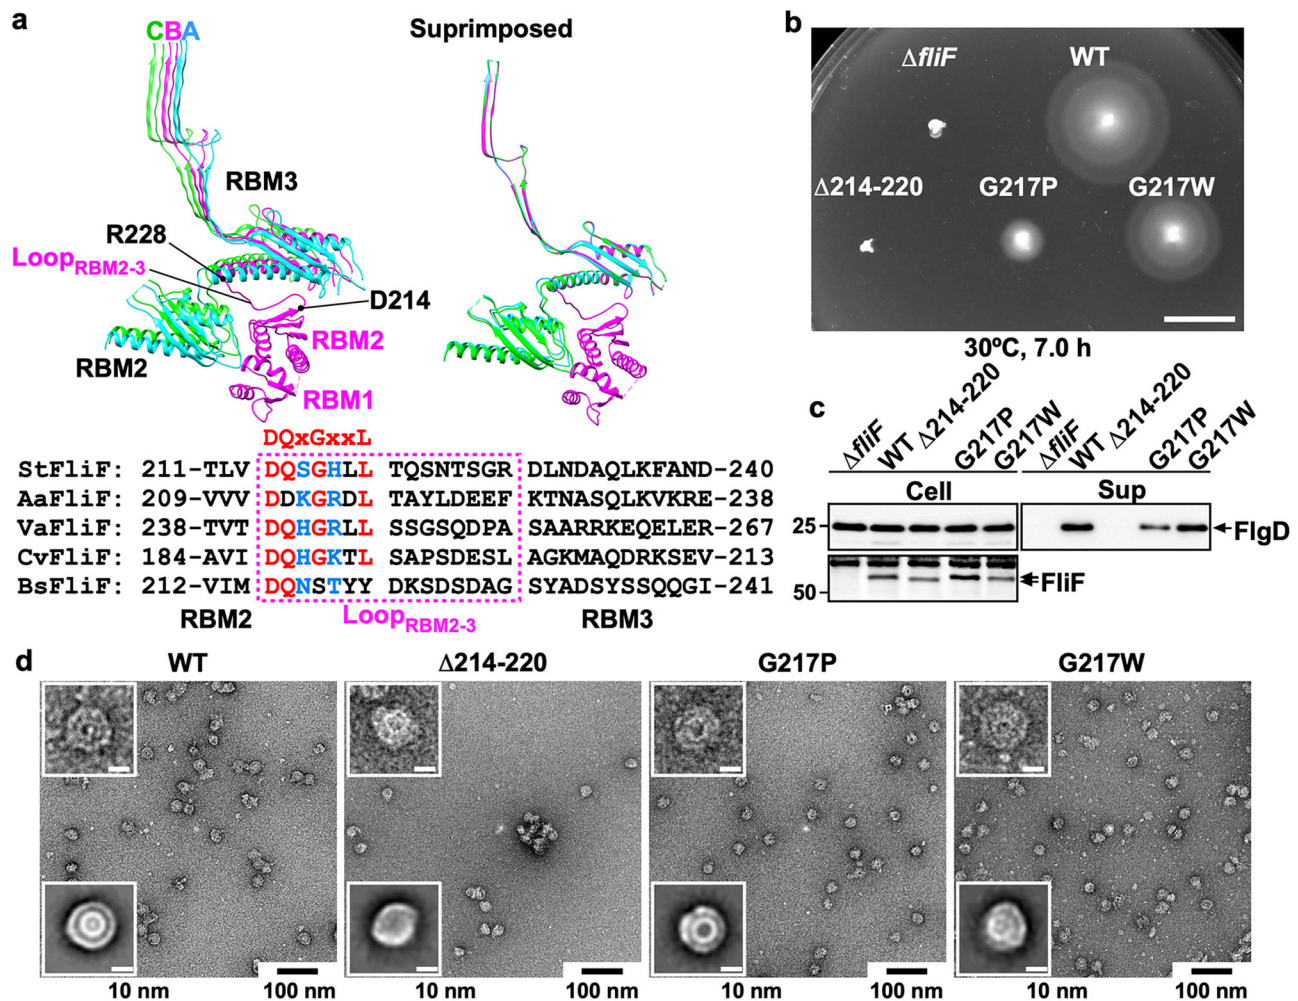 a
CBA
Suprimposed
RBM3
R228
LoopRBM2-3
D214
RBM2
RBM2
RBM1
DQxGxxL
StFliF: 211-TLV DQSGHLL TQSNTSGR DLNDAQLKFAND-240
AaFliF: 209-VVV DDKGRDL TAYLDEEF KTNASQLKVKRE-238
VaFliF: 238-TVT DQHGRLL SSGSQDPA SAARRKEQELER-267
CvFliF: 184-AVI DQHGKTL SAPSDESL AGKMAQDRKSEV-213
BsFliF: 212-VIM DQNSTYY DKSDSDAG SYADSYSSQQGI-241
RBM2 LoopRBM2-3 RBM3
b
ΔfliF WT
Δ214-220 G217P G217W
30ºC, 7.0 h
c
ΔfliF WT Δ214-220 G217P G217W ΔfliF WT Δ214-220 G217P G217W
Cell Sup
25 FlgD
FliF
50
d
WT Δ214-220 G217P G217W
10 nm 100 nm 10 nm 100 nm 10 nm 100 nm 10 nm 100 nm